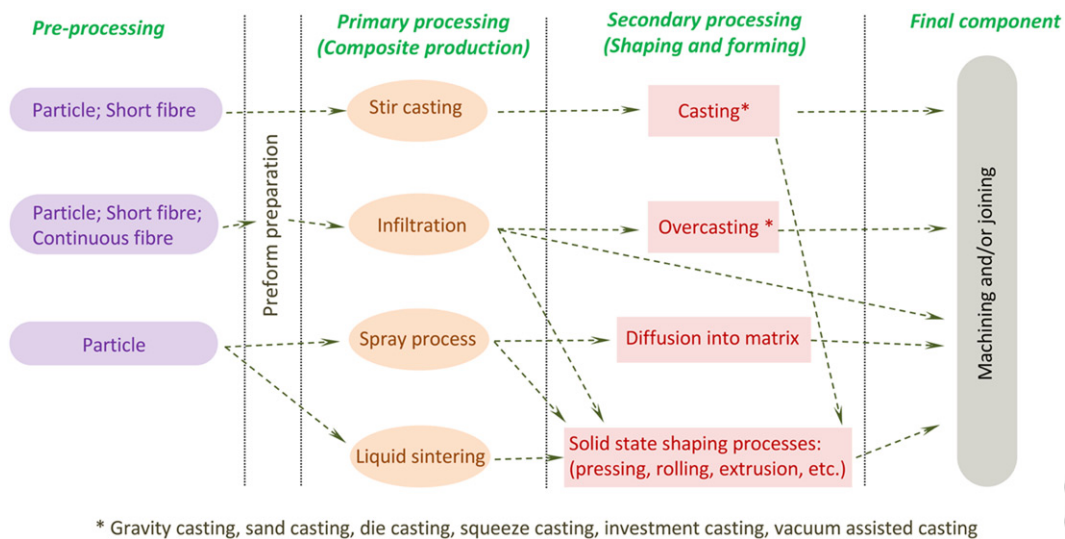 Pre-processing
Primary processing
(Composite production)
Secondary processing
(Shaping and forming)
Final component
Particle; Short fibre
Stir casting
Casting*
Particle; Short fibre;
Continuous fibre
Preform preparation
Infiltration
Overcasting *
Machining and/or joining
Particle
Spray process
Diffusion into matrix
Liquid sintering
Solid state shaping processes:
(pressing, rolling, extrusion, etc.)
* Gravity casting, sand casting, die casting, squeeze casting, investment casting, vacuum assisted casting